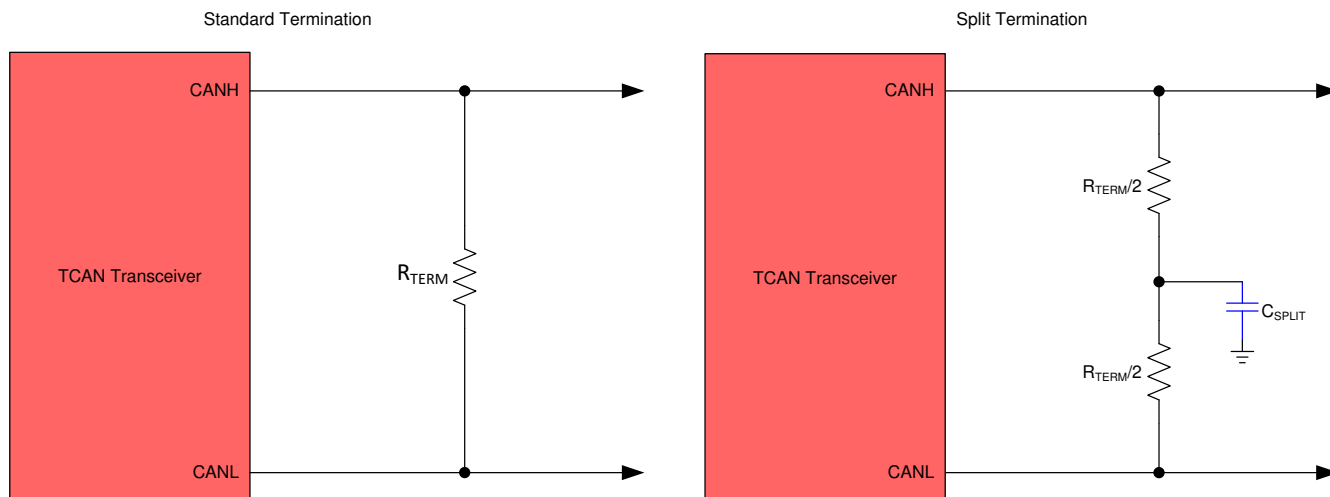 Standard Termination
CANH
TCAN Transceiver
RTERM
CANL
Split Termination
CANH
RTERM/2
TCAN Transceiver
CSPLIT
RTERM/2
CANL